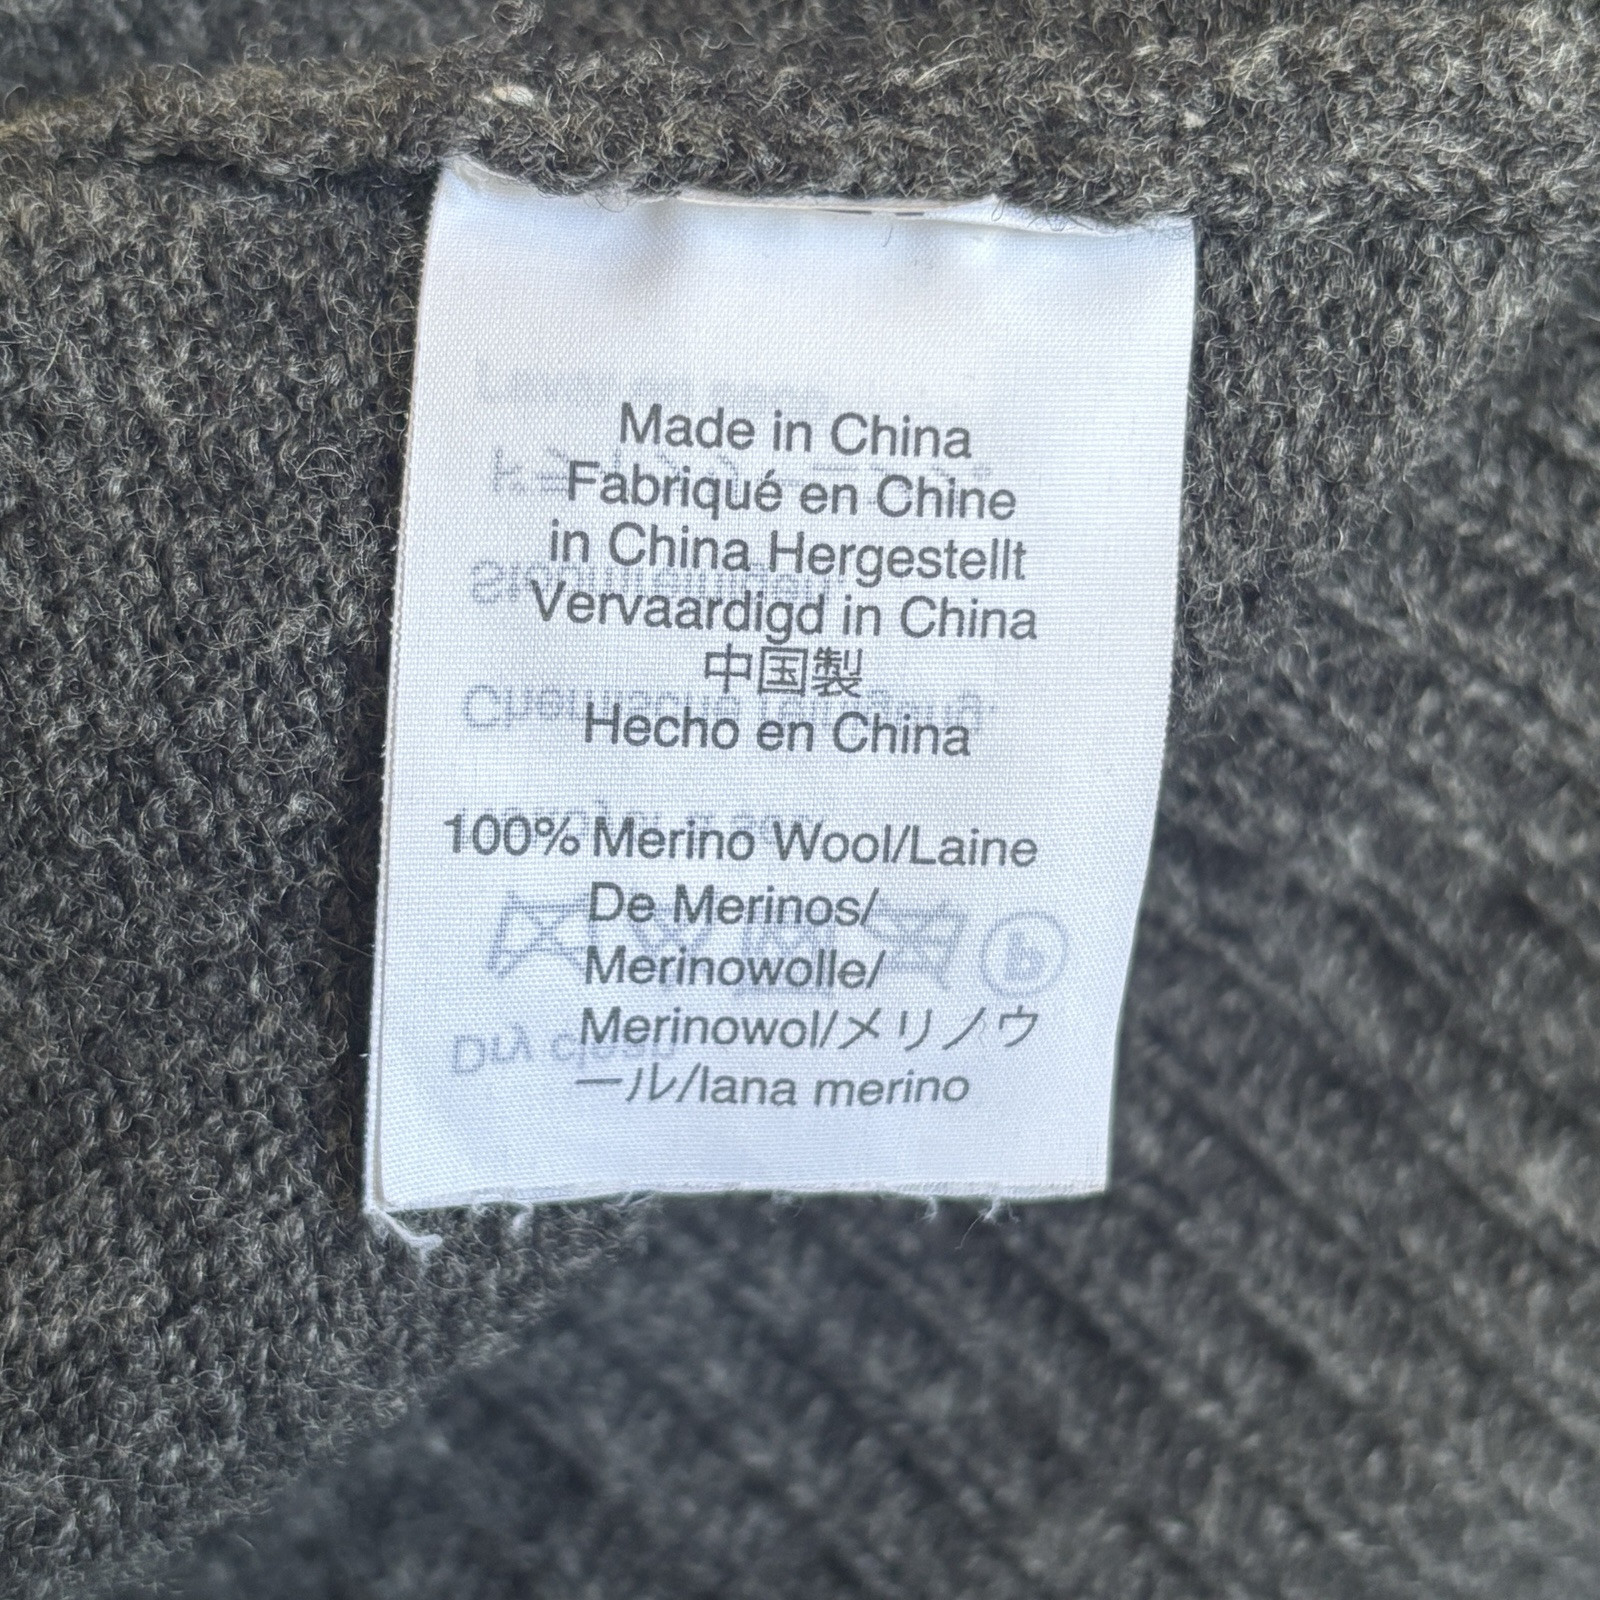 Made in China
Fabriqué en Chine
in China Hergestellt
Vervaardigd in China
中国製
Hecho en China
100% Merino Wool/Laine
De Merinos/
Merinowolle/
Merinowol/メリノウ
ール/lana merino